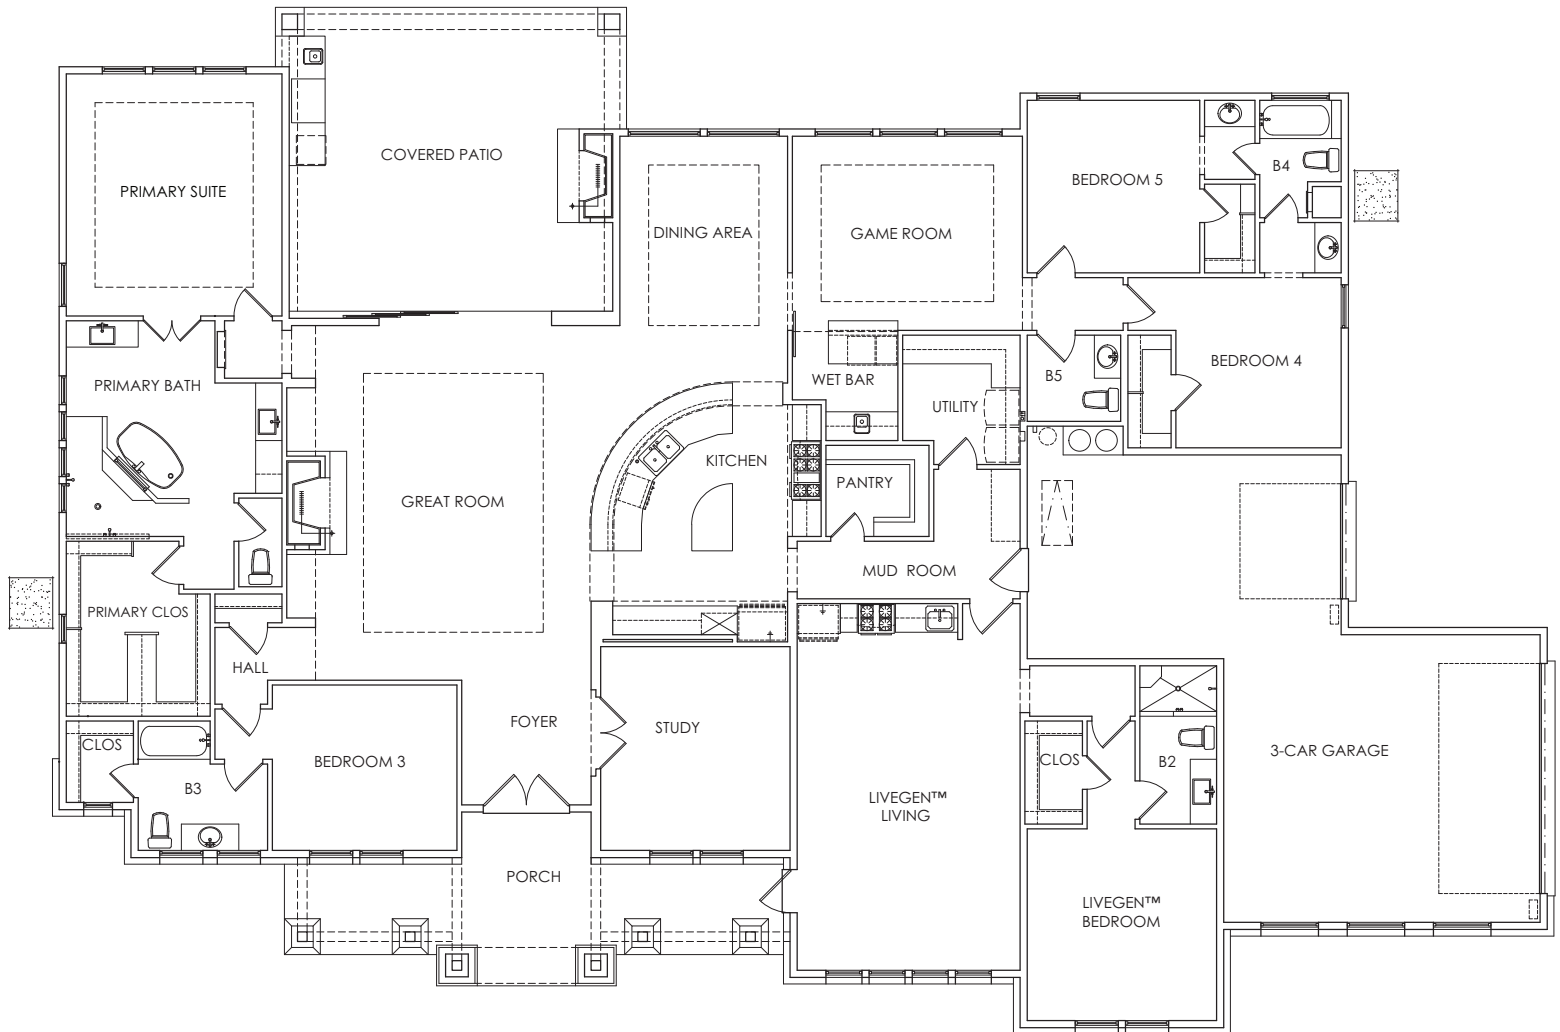 COVERED PATIO
PRIMARY SUITE
BEDROOM 5
B4
DINING AREA
GAME ROOM
BEDROOM 4
PRIMARY BATH
WET BAR
B5
UTILITY
KITCHEN
GREAT ROOM
PANTRY
MUD ROOM
PRIMARY CLOS
HALL
FOYER
STUDY
CLOS
BEDROOM 3
B3
LIVEGEN™
LIVING
CLOS
B2
3-CAR GARAGE
PORCH
LIVEGEN™
BEDROOM